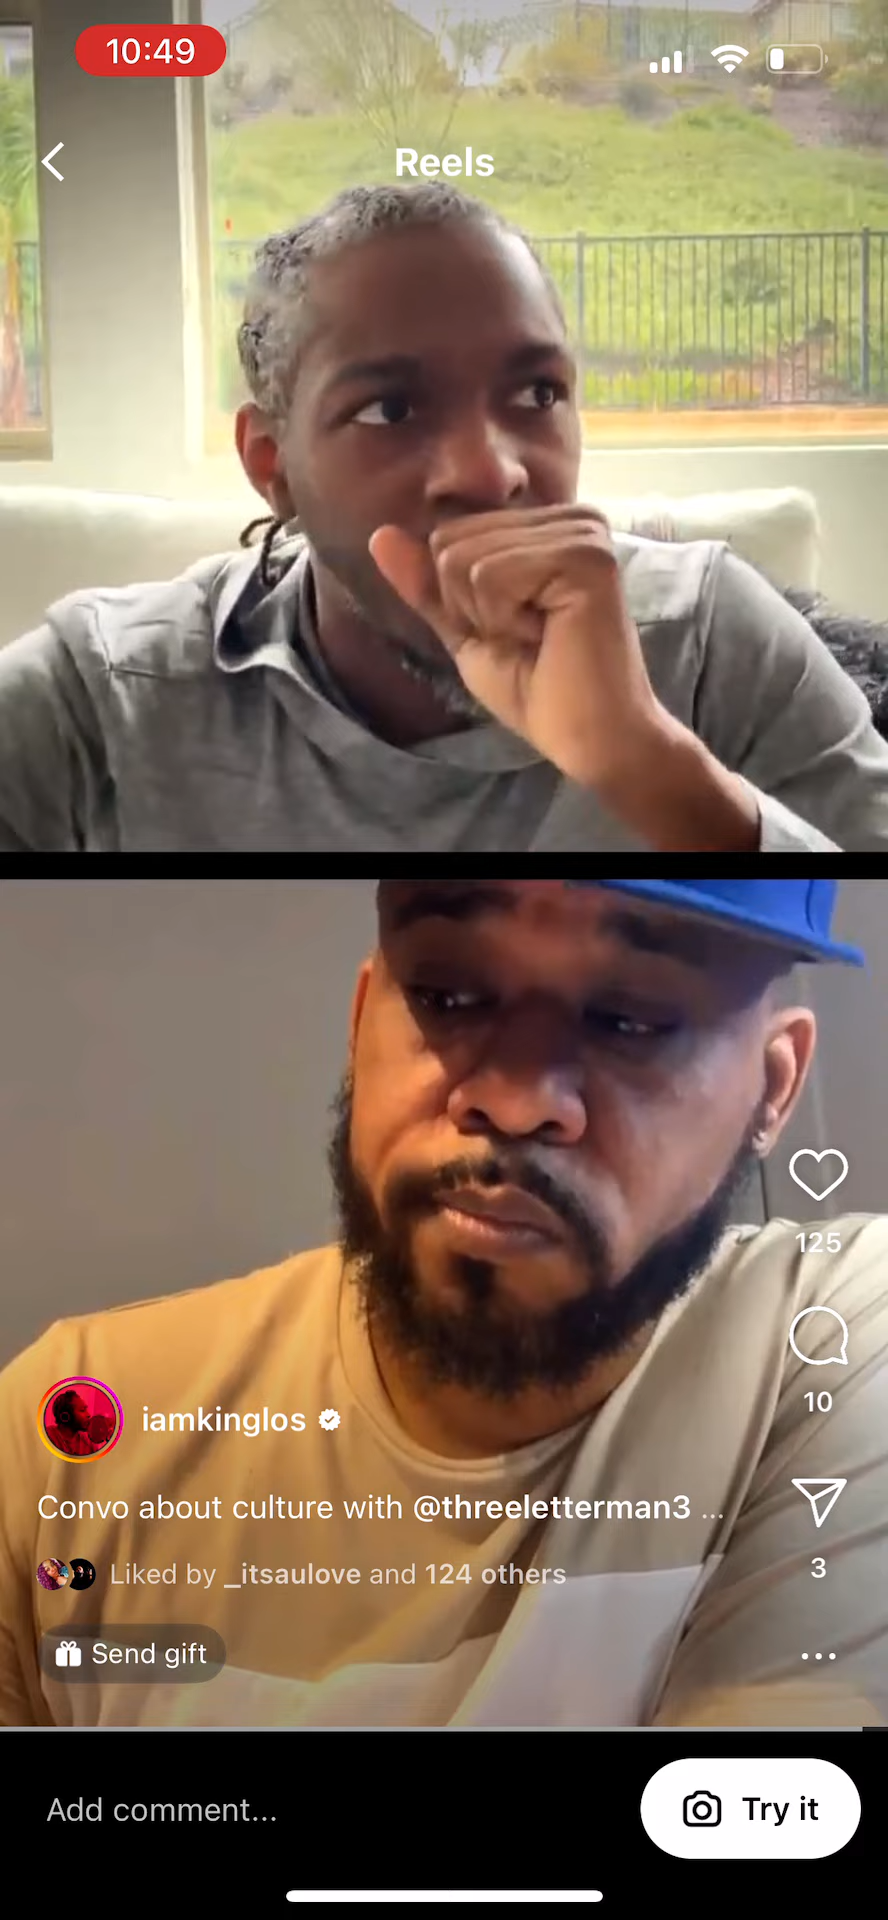 10:49
Reels
125
10
iamkinglos
Convo about culture with @threeletterman3 ...
3
Liked by _itsaulove and 124 others
Send gift
Add comment...
Try it